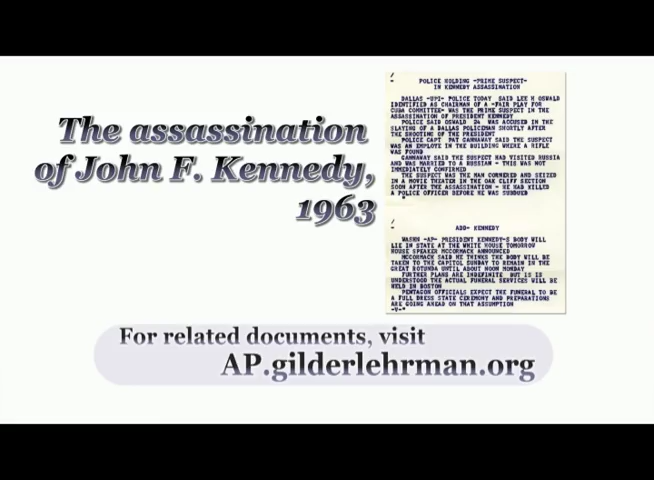 The assassination
of John F. Kennedy,
1963
POLICE HOLDING -PRIME SUSPECT-
IN KENNEDY ASSASSINATION
DALLAS -UPI- POLICE TODAY SAID LEE H OSWALD
IDENTIFIED AS CHAIRMAN OF A -FAIR PLAY FOR
CUBA COMMITTEE- WAS THE PRIME SUSPECT IN THE
ASSASSINATION OF PRESIDENT KENNEDY
POLICE SAID OSWALD 24 WAS ACCUSED IN THE
SLAYING OF A DALLAS POLICEMAN SHORTLY AFTER
THE SHOOTING OF THE PRESIDENT
POLICE CAPT PAT GANNAWAY SAID THE SUSPECT
WAS AN EMPLOYE IN THE BUILDING WHERE A RIFLE
WAS FOUND
GANNAWAY SAID THE SUSPECT HAD VISITED RUSSIA
AND WAS MARRIED TO A RUSSIAN - THIS WAS NOT
IMMEDIATELY CONFIRMED
THE SUSPECT WAS THE MAN CORNERED AND SEIZED
IN A MOVIE THEATER IN THE OAK CLIFF SECTION
SOON AFTER THE ASSASSINATION - HE HAD KILLED
A POLICE OFFICER BEFORE HE WAS SUBDUED
ADD- KENNEDY
WASHN -AP- PRESIDENT KENNEDY-S BODY WILL
LIE IN STATE AT THE WHITE HOUSE TOMORROW
HOUSE SPEAKER MCCORMACK ANNOUNCED
MCCORMACK SAID HE THINKS THE BODY WILL BE
TAKEN TO THE CAPITOL SUNDAY TO REMAIN IN THE
GREAT ROTUNDA UNTIL ABOUT NOON MONDAY
FURTHER PLANS ARE INDEFINITE BUT IS IS
UNDERSTOOD THE ACTUAL FUNERAL SERVICES WILL BE
HELD IN BOSTON
PENTAGON OFFICIALS EXPECT THE FUNERAL TO BE
A FULL DRESS STATE CEREMONY AND PREPARATIONS
ARE GOING AHEAD ON THAT ASSUMPTION
For related documents, visit
AP.gilderlehrman.org